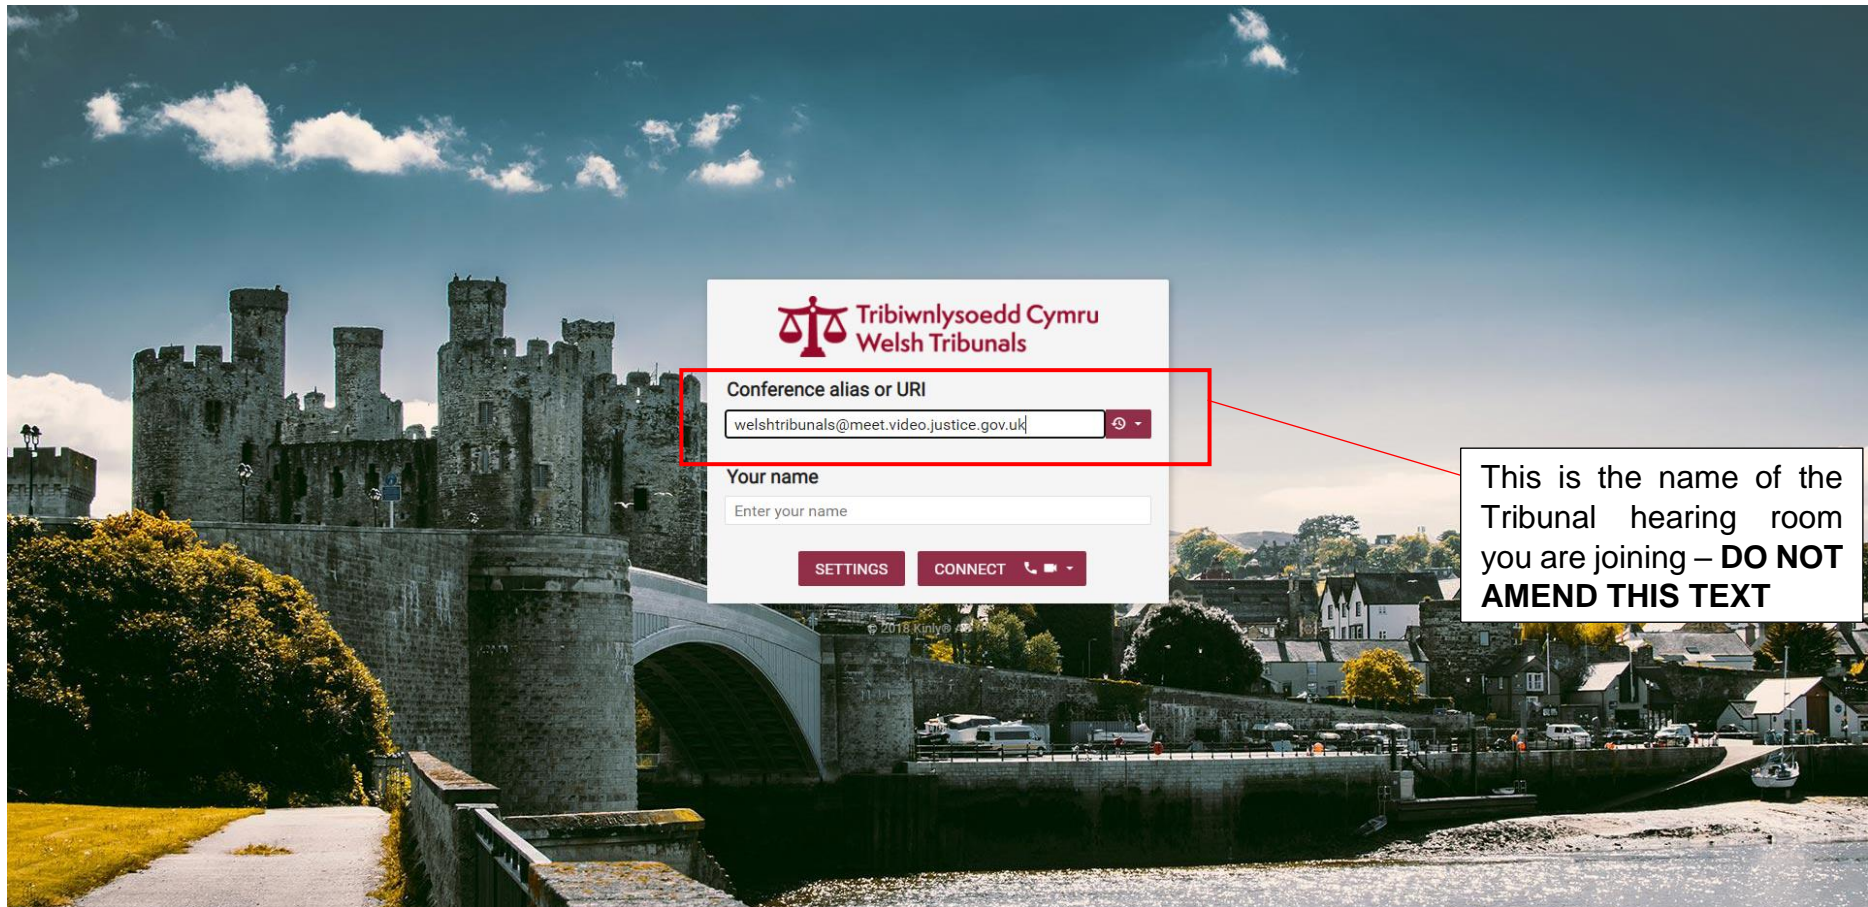 Tribiwnlysoedd Cymru
Welsh Tribunals
Conference alias or URI
welshtribunals@meet.video.justice.gov.uk
Your name
Enter your name
SETTINGS
CONNECT
© 2018 Kinly®
This is the name of the
Tribunal hearing room
you are joining – DO NOT
AMEND THIS TEXT